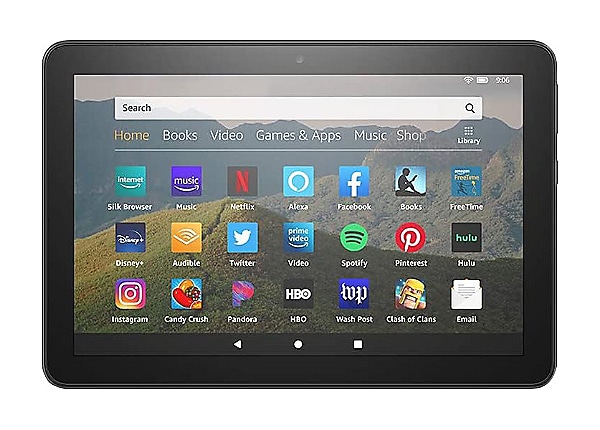 9:06
Search
Home Books Video Games & Apps Music Shop
Library
internet music N f amazon FreeTime
Silk Browser Music Netflix Alexa Facebook Books FreeTime
Disney+ prime video hulu
Disney+ Audible Twitter Video Spotify Pinterest Hulu
HBO wp
Instagram Candy Crush Pandora HBO Wash Post Clash of Clans Email